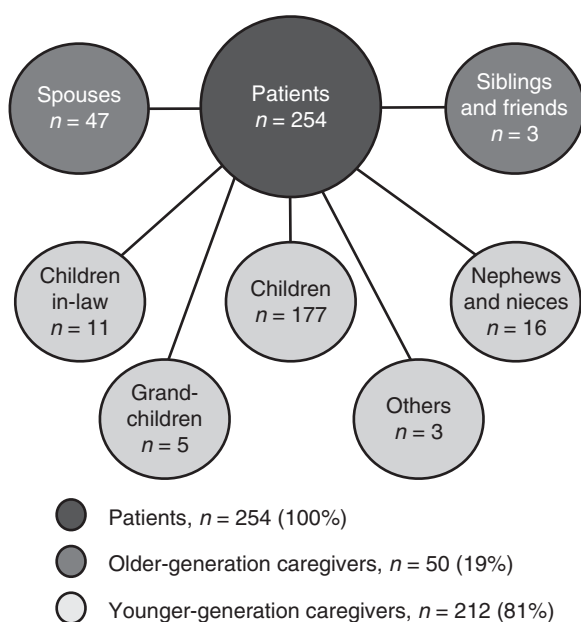 Spouses
n = 47
Patients
n = 254
Siblings
and friends
n = 3
Children
in-law
n = 11
Children
n = 177
Nephews
and nieces
n = 16
Grand-
children
n = 5
Others
n = 3
Patients, n = 254 (100%)
Older-generation caregivers, n = 50 (19%)
Younger-generation caregivers, n = 212 (81%)